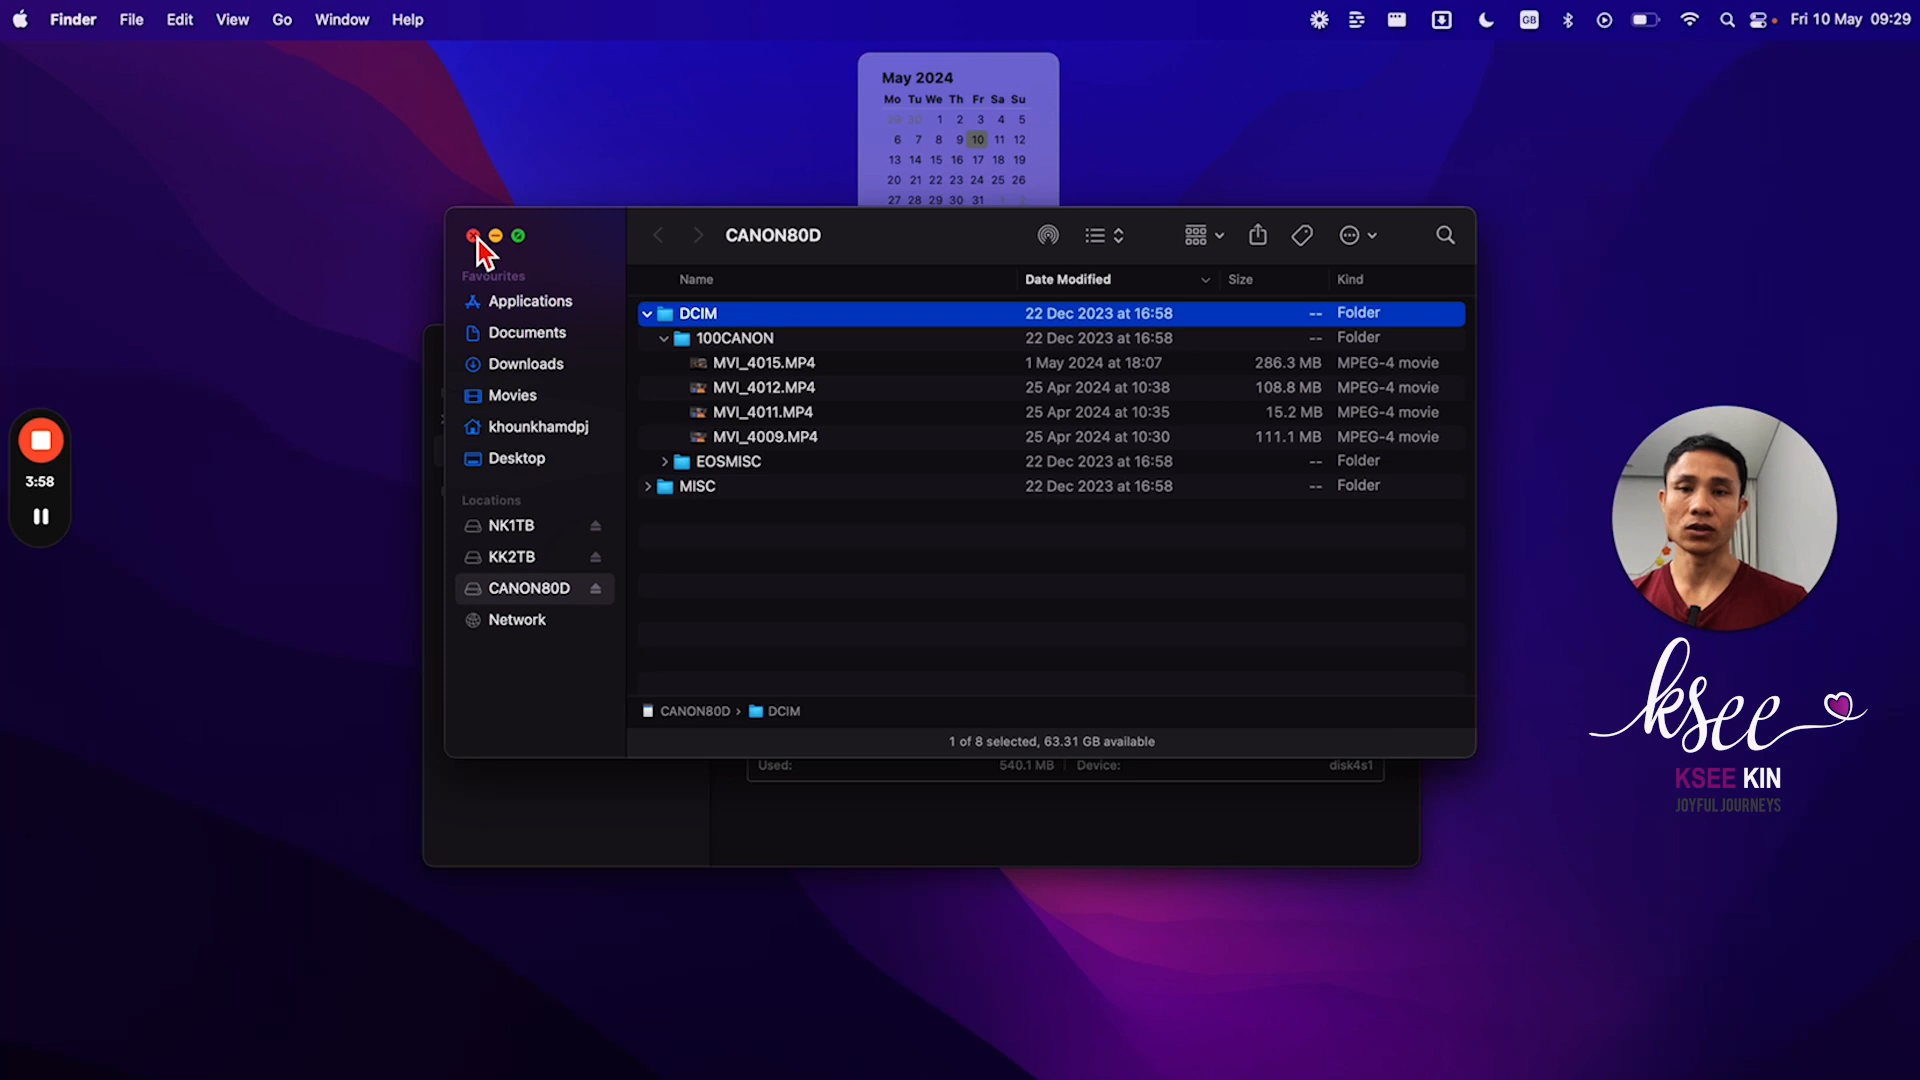 Finder File Edit View Go Window Help
GB Fri 10 May 09:29
May 2024
Mo Tu We Th Fr Sa Su
29 30 1 2 3 4 5
6 7 8 9 10 11 12
13 14 15 16 17 18 19
20 21 22 23 24 25 26
27 28 29 30 31 1 2
CANON80D
Favourites
Applications
Documents
Downloads
Movies
khounkhamdpj
Desktop
Locations
NK1TB
KK2TB
CANON80D
Network
Name Date Modified Size Kind
DCIM 22 Dec 2023 at 16:58 -- Folder
100CANON 22 Dec 2023 at 16:58 -- Folder
MVI_4015.MP4 1 May 2024 at 18:07 286.3 MB MPEG-4 movie
MVI_4012.MP4 25 Apr 2024 at 10:38 108.8 MB MPEG-4 movie
MVI_4011.MP4 25 Apr 2024 at 10:35 15.2 MB MPEG-4 movie
MVI_4009.MP4 25 Apr 2024 at 10:30 111.1 MB MPEG-4 movie
EOSMISC 22 Dec 2023 at 16:58 -- Folder
MISC 22 Dec 2023 at 16:58 -- Folder
CANON80D › DCIM
1 of 8 selected, 63.31 GB available
Used: 540.1 MB Device: disk4s1
3:58
ksee
KSEE KIN
JOYFUL JOURNEYS